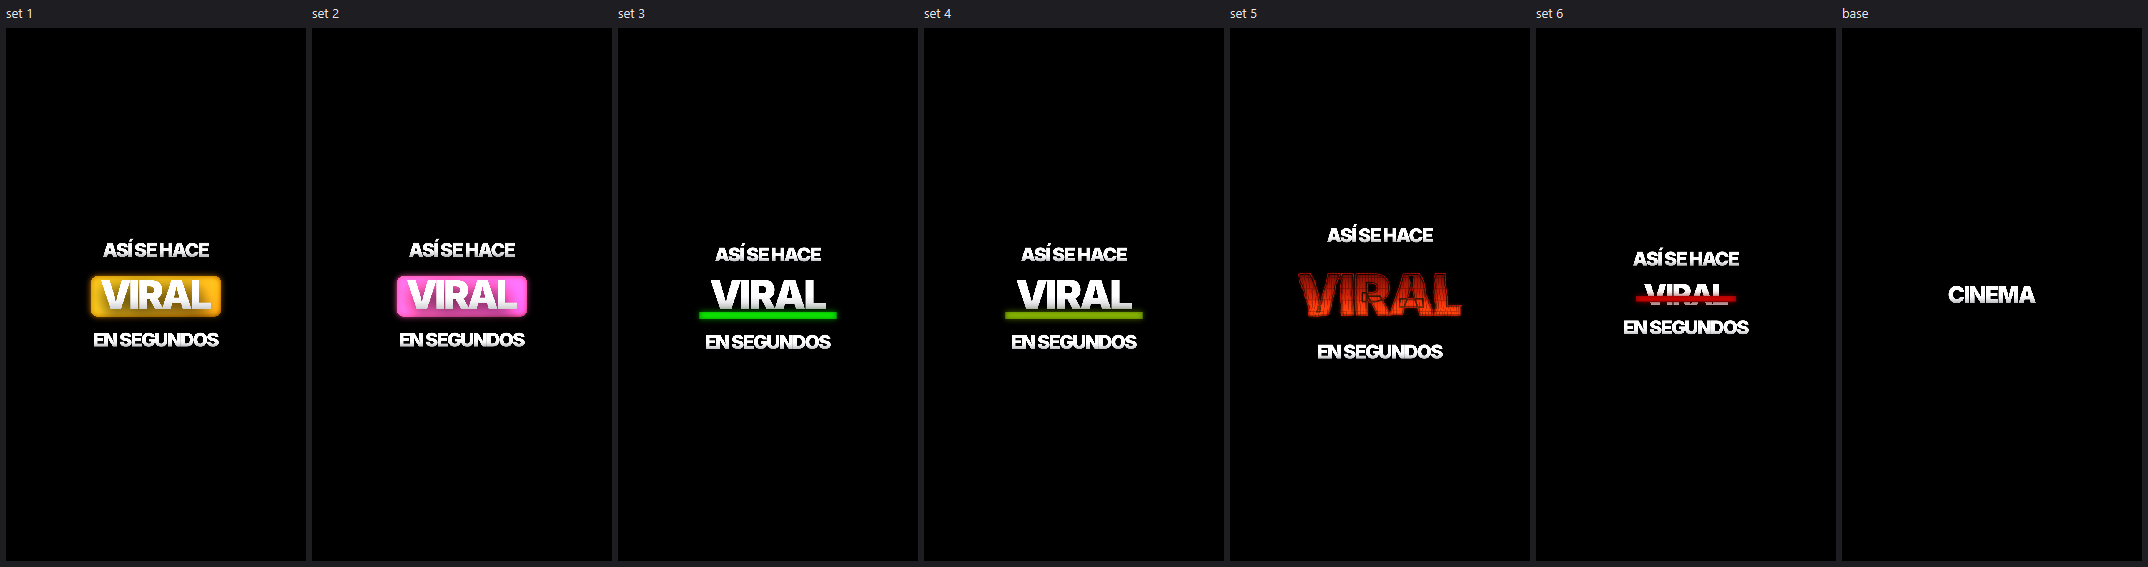 set 1
ASÍ SE HACE
VIRAL
EN SEGUNDOS
set 2
ASÍ SE HACE
VIRAL
EN SEGUNDOS
set 3
ASÍ SE HACE
VIRAL
EN SEGUNDOS
set 4
ASÍ SE HACE
VIRAL
EN SEGUNDOS
set 5
ASÍ SE HACE
VIRAL
EN SEGUNDOS
set 6
ASÍ SE HACE
VIRAL
EN SEGUNDOS
base
CINEMA